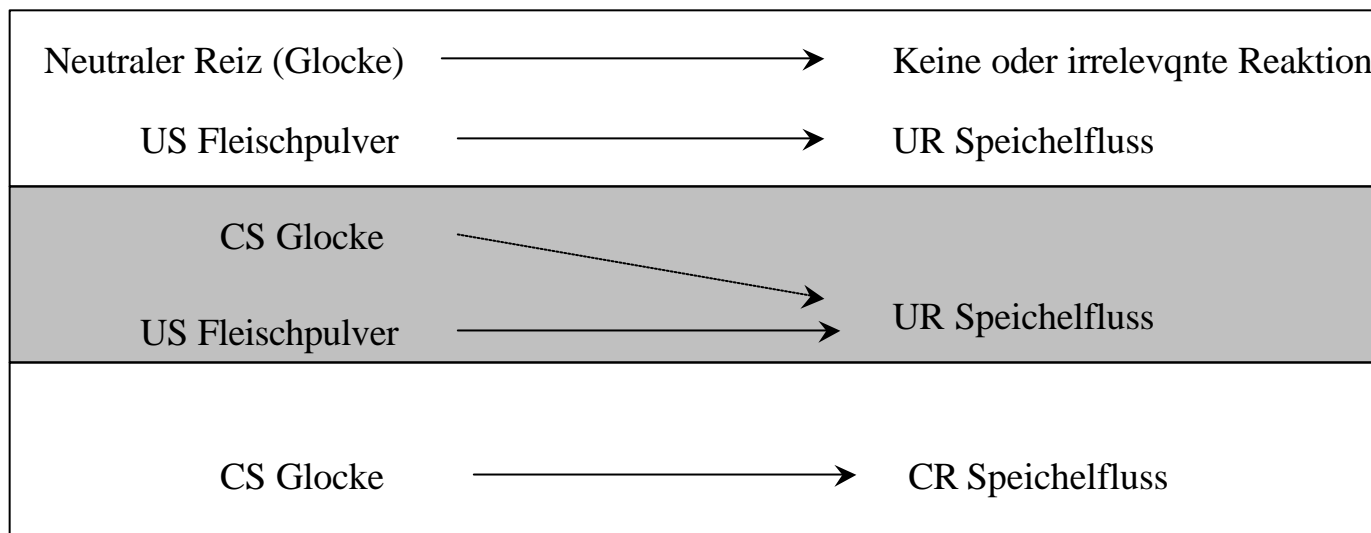 Neutraler Reiz (Glocke) Keine oder irrelevqnte Reaktion
US Fleischpulver UR Speichelfluss
CS Glocke
UR Speichelfluss
US Fleischpulver
CS Glocke CR Speichelfluss